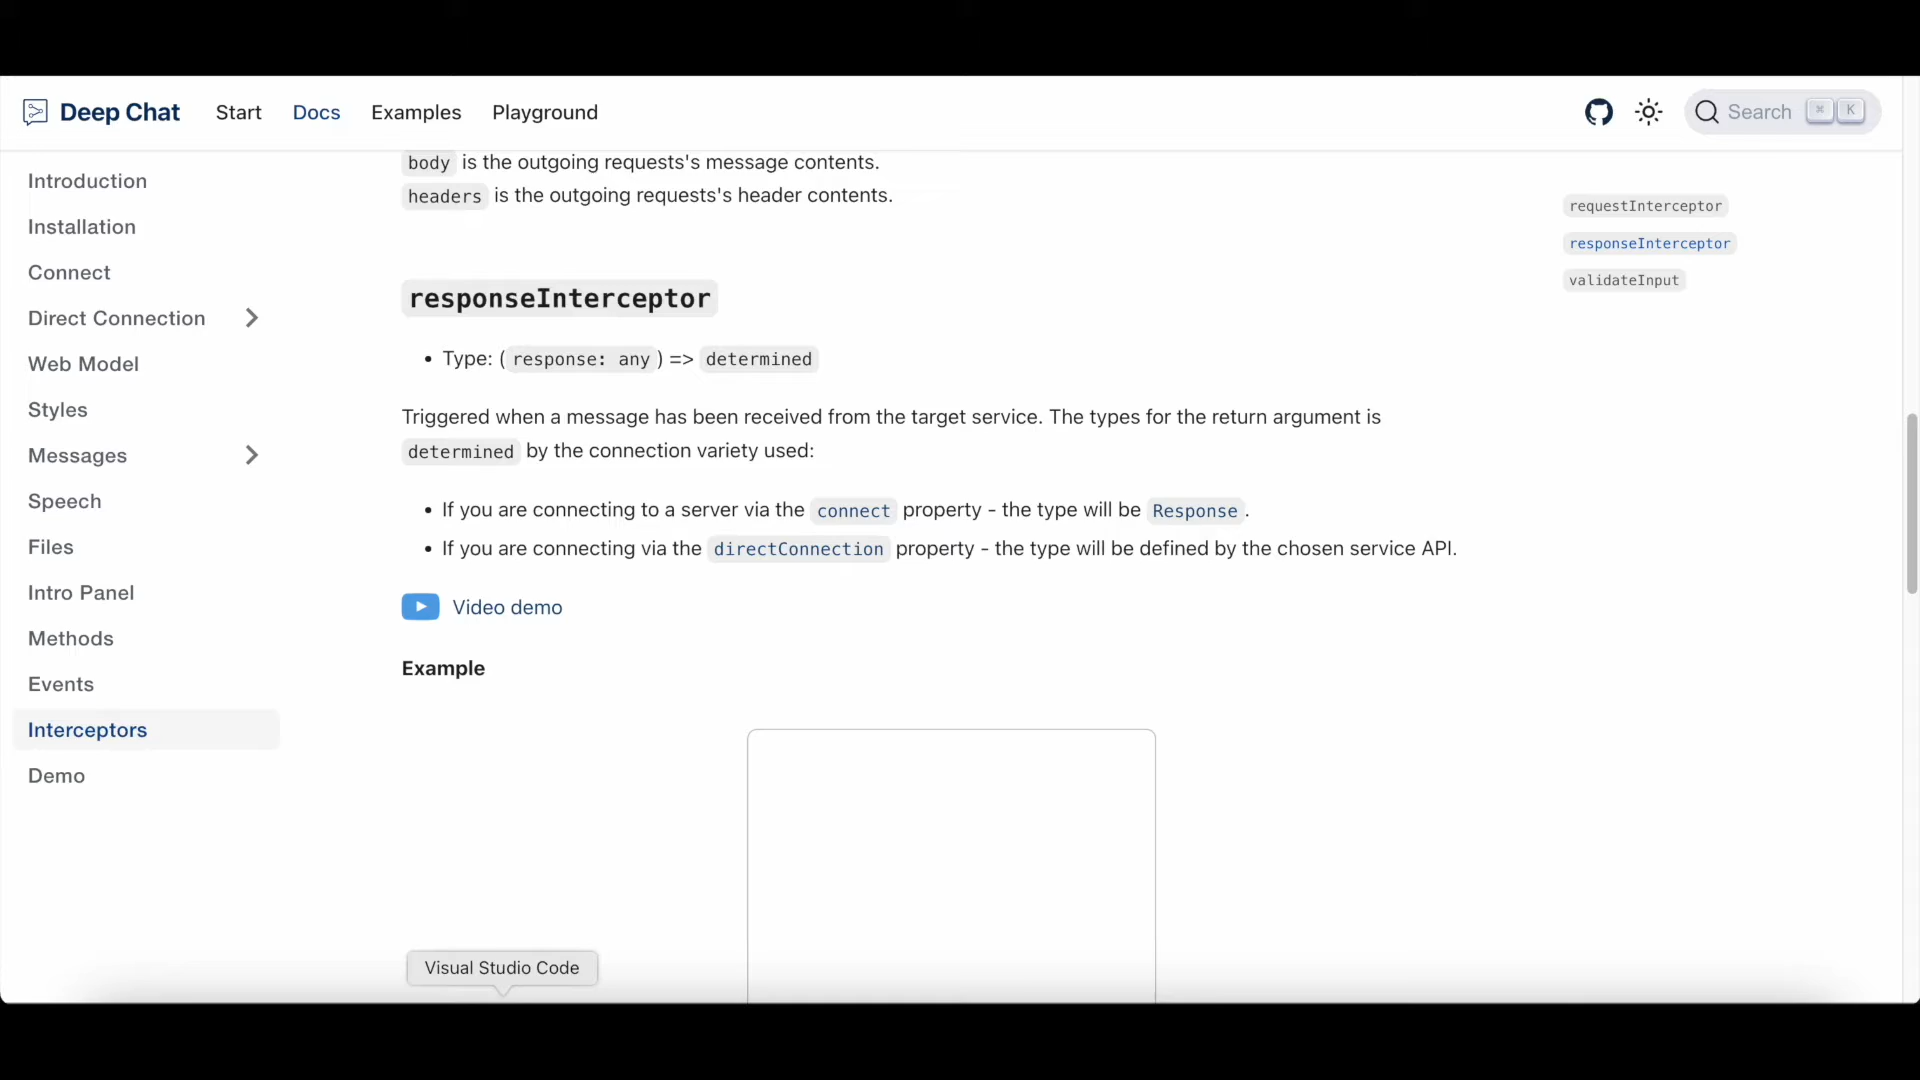 Deep Chat Start Docs Examples Playground Search ⌘ K
Introduction
Installation
Connect
Direct Connection
Web Model
Styles
Messages
Speech
Files
Intro Panel
Methods
Events
Interceptors
Demo
body is the outgoing requests's message contents.
headers is the outgoing requests's header contents.
responseInterceptor
• Type: (response: any) => determined
Triggered when a message has been received from the target service. The types for the return argument is
determined by the connection variety used:
• If you are connecting to a server via the connect property - the type will be Response.
• If you are connecting via the directConnection property - the type will be defined by the chosen service API.
Video demo
Example
Visual Studio Code
requestInterceptor
responseInterceptor
validateInput